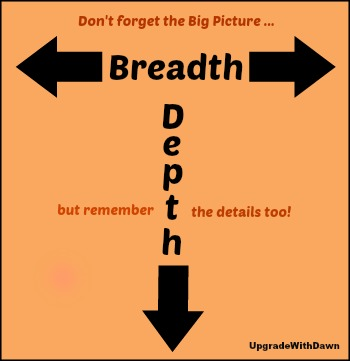 Don't forget the Big Picture ...
Breadth
Depth
but remember the details too!
UpgradeWithDawn